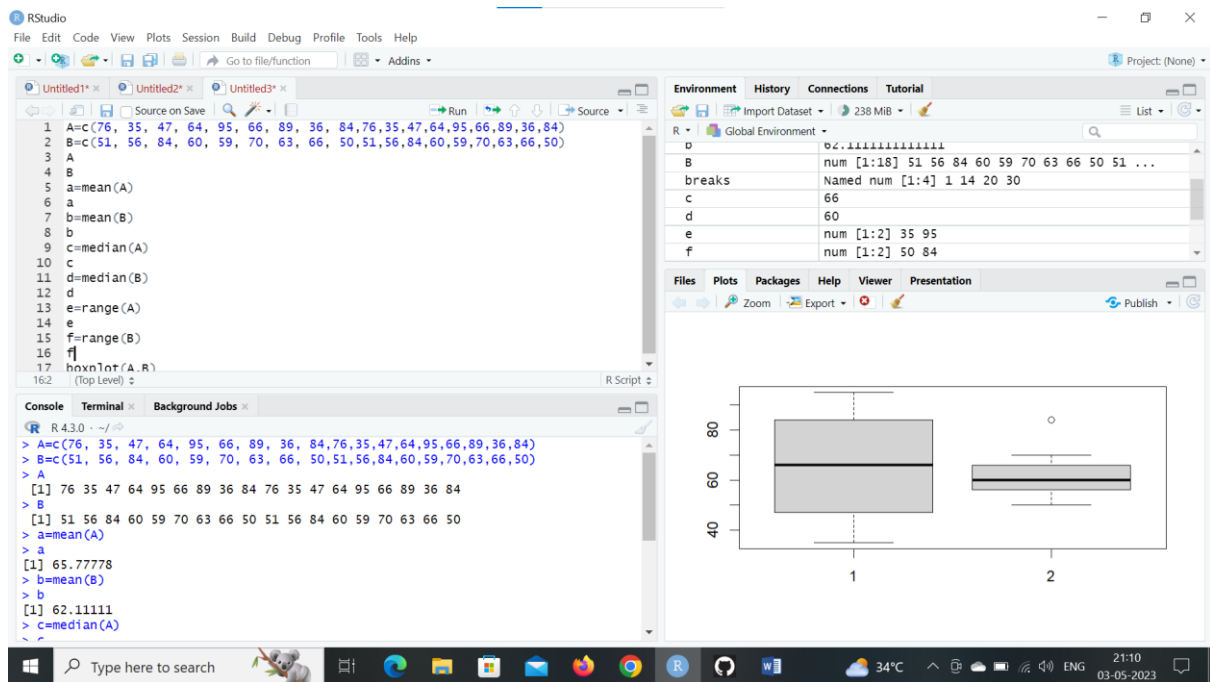 RStudio
File Edit Code View Plots Session Build Debug Profile Tools Help
Go to file/function Addins Project: (None)
Untitled1* Untitled2* Untitled3*
Source on Save Run Source
1 A=c(76, 35, 47, 64, 95, 66, 89, 36, 84,76,35,47,64,95,66,89,36,84)
2 B=c(51, 56, 84, 60, 59, 70, 63, 66, 50,51,56,84,60,59,70,63,66,50)
3 A
4 B
5 a=mean(A)
6 a
7 b=mean(B)
8 b
9 c=median(A)
10 c
11 d=median(B)
12 d
13 e=range(A)
14 e
15 f=range(B)
16 f
17 boxplot(A,B)
16:2 (Top Level) R Script
Console Terminal Background Jobs
R 4.3.0 · ~/
> A=c(76, 35, 47, 64, 95, 66, 89, 36, 84,76,35,47,64,95,66,89,36,84)
> B=c(51, 56, 84, 60, 59, 70, 63, 66, 50,51,56,84,60,59,70,63,66,50)
> A
[1] 76 35 47 64 95 66 89 36 84 76 35 47 64 95 66 89 36 84
> B
[1] 51 56 84 60 59 70 63 66 50 51 56 84 60 59 70 63 66 50
> a=mean(A)
> a
[1] 65.77778
> b=mean(B)
> b
[1] 62.11111
> c=median(A)
> c
Environment History Connections Tutorial
Import Dataset 238 MiB List
R Global Environment
b 62.1111111111111
B num [1:18] 51 56 84 60 59 70 63 66 50 51 ...
breaks Named num [1:4] 1 14 20 30
c 66
d 60
e num [1:2] 35 95
f num [1:2] 50 84
Files Plots Packages Help Viewer Presentation
Zoom Export Publish
80
60
40
1 2
Type here to search 34°C ENG 21:10
03-05-2023